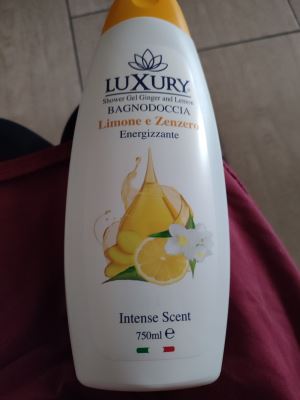 LUXURY
Shower Gel Ginger and Lemon
BAGNODOCCIA
Limone e Zenzero
Energizzante
Intense Scent
750ml e